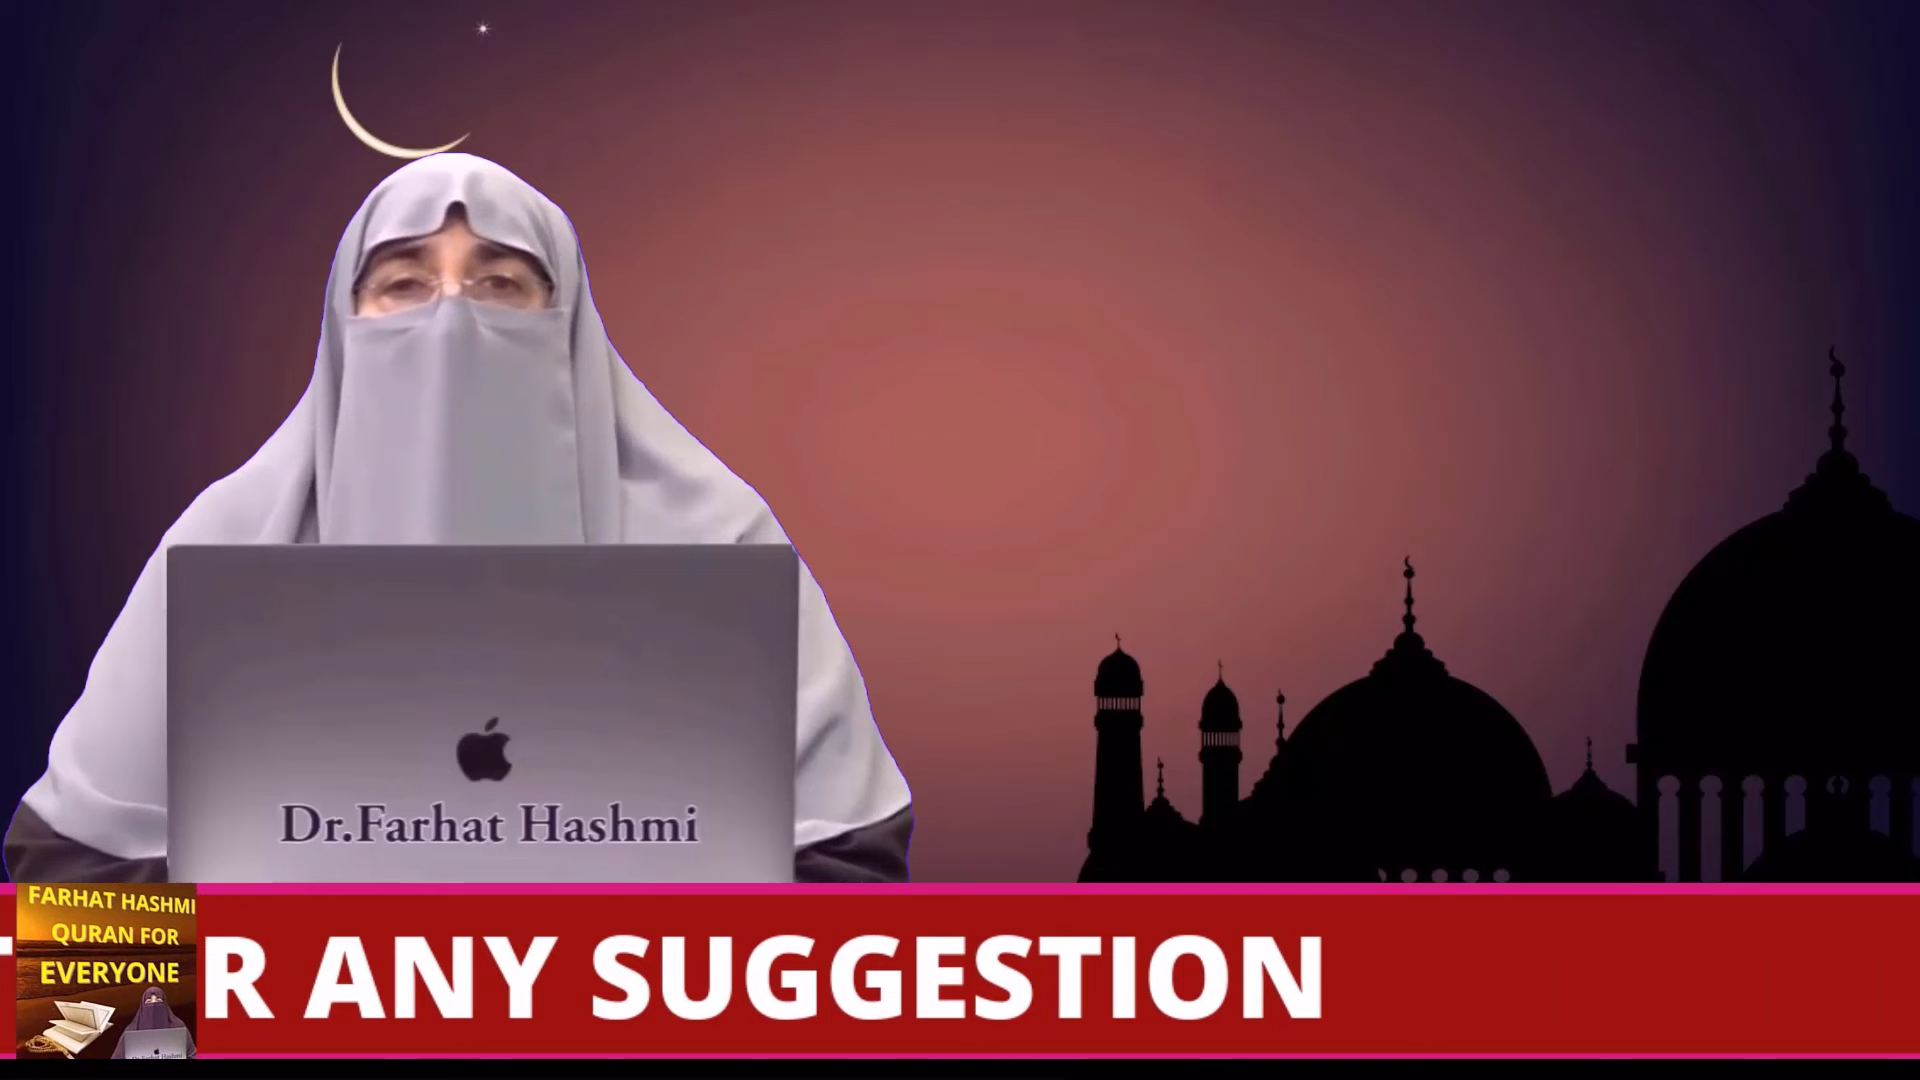 Dr.Farhat Hashmi
FARHAT HASHMI
QURAN FOR
EVERYONE
R ANY SUGGESTION